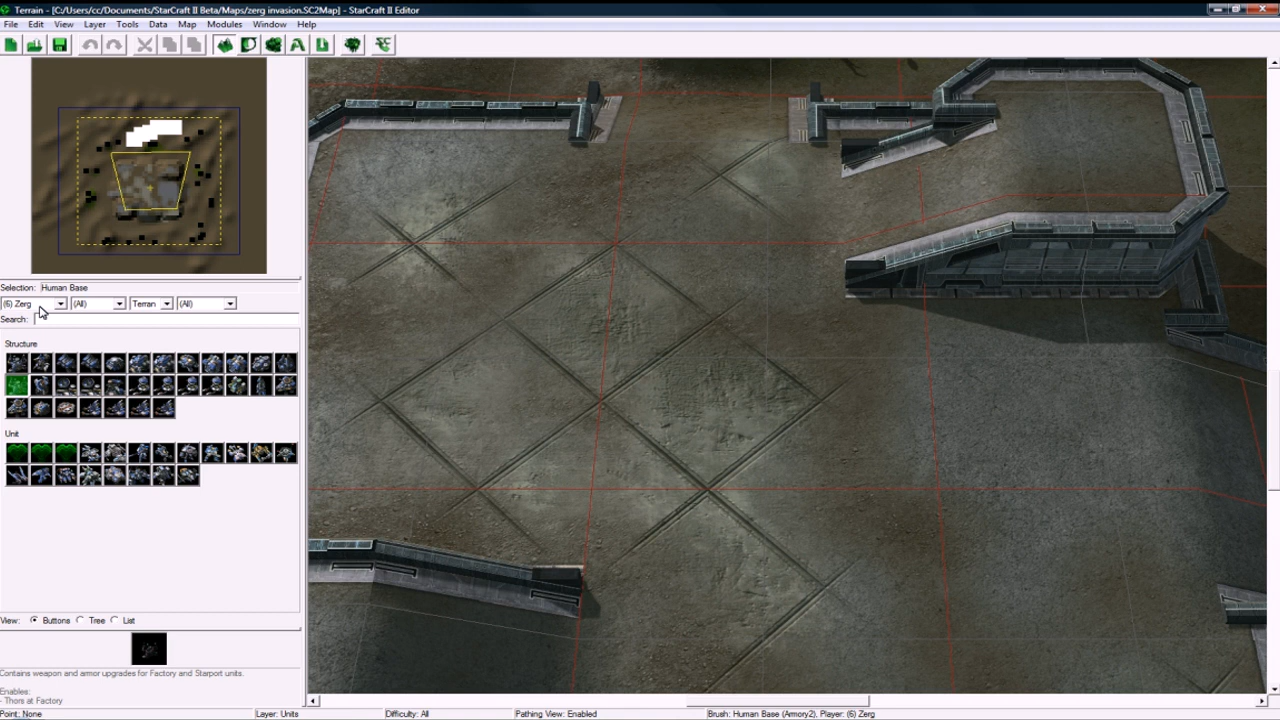 Terrain - [C:/Users/cc/Documents/StarCraft II Beta/Maps/zerg invasion.SC2Map] - StarCraft II Editor
File Edit View Layer Tools Data Map Modules Window Help
Selection: Human Base
(6) Zerg (All) Terran (All)
Search:
Structure
Unit
View: Buttons Tree List
Contains weapon and armor upgrades for Factory and Starport units.
Enables:
- Thors at Factory
Point: None Layer: Units Difficulty: All Pathing View: Enabled Brush: Human Base (Armory2), Player: (6) Zerg